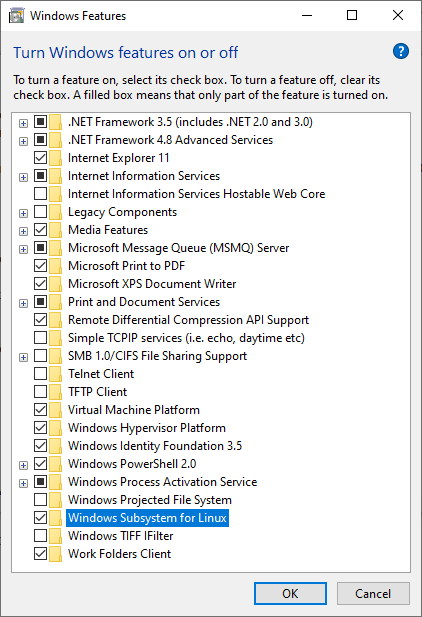 Windows Features
Turn Windows features on or off
?
To turn a feature on, select its check box. To turn a feature off, clear its
check box. A filled box means that only part of the feature is turned on.
.NET Framework 3.5 (includes .NET 2.0 and 3.0)
.NET Framework 4.8 Advanced Services
Internet Explorer 11
Internet Information Services
Internet Information Services Hostable Web Core
Legacy Components
Media Features
Microsoft Message Queue (MSMQ) Server
Microsoft Print to PDF
Microsoft XPS Document Writer
Print and Document Services
Remote Differential Compression API Support
Simple TCPIP services (i.e. echo, daytime etc)
SMB 1.0/CIFS File Sharing Support
Telnet Client
TFTP Client
Virtual Machine Platform
Windows Hypervisor Platform
Windows Identity Foundation 3.5
Windows PowerShell 2.0
Windows Process Activation Service
Windows Projected File System
Windows Subsystem for Linux
Windows TIFF IFilter
Work Folders Client
OK
Cancel